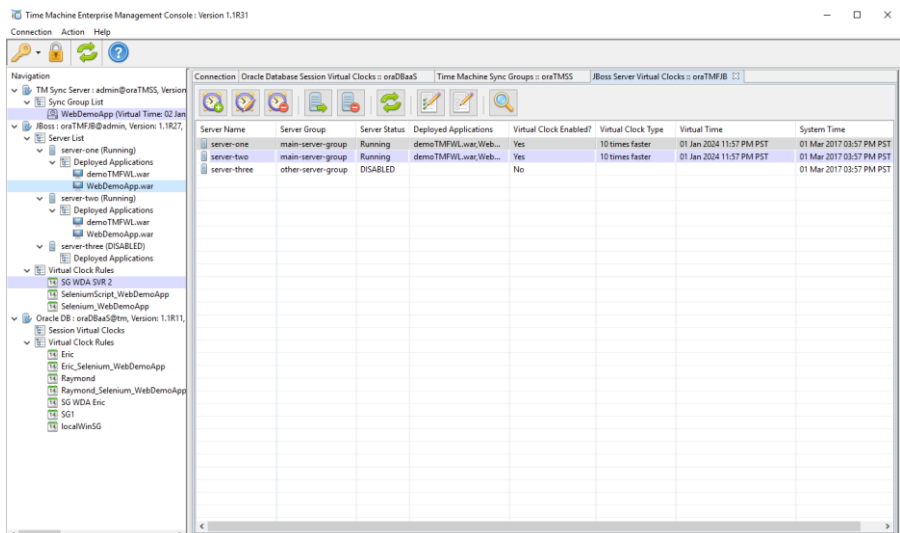 Time Machine Enterprise Management Console : Version 1.1R31
Connection Action Help
Navigation
TM Sync Server : admin@oraTMSS, Version
Sync Group List
WebDemoApp (Virtual Time: 02 Jan
JBoss : oraTMFJB@admin, Version: 1.1R27,
Server List
server-one (Running)
Deployed Applications
demoTMFWL.war
WebDemoApp.war
server-two (Running)
Deployed Applications
demoTMFWL.war
WebDemoApp.war
server-three (DISABLED)
Deployed Applications
Virtual Clock Rules
SG WDA SVR 2
SeleniumScript_WebDemoApp
Selenium_WebDemoApp
Oracle DB : oraDBaaS@tm, Version: 1.1R11,
Session Virtual Clocks
Virtual Clock Rules
Eric
Eric_Selenium_WebDemoApp
Raymond
Raymond_Selenium_WebDemoApp
SG WDA Eric
SG1
localWinSG
Connection Oracle Database Session Virtual Clocks :: oraDBaaS Time Machine Sync Groups :: oraTMSS JBoss Server Virtual Clocks :: oraTMFJB
Server Name Server Group Server Status Deployed Applications Virtual Clock Enabled? Virtual Clock Type Virtual Time System Time
server-one main-server-group Running demoTMFWL.war,Web... Yes 10 times faster 01 Jan 2024 11:57 PM PST 01 Mar 2017 03:57 PM PST
server-two main-server-group Running demoTMFWL.war,Web... Yes 10 times faster 01 Jan 2024 11:57 PM PST 01 Mar 2017 03:57 PM PST
server-three other-server-group DISABLED No 01 Mar 2017 03:57 PM PST